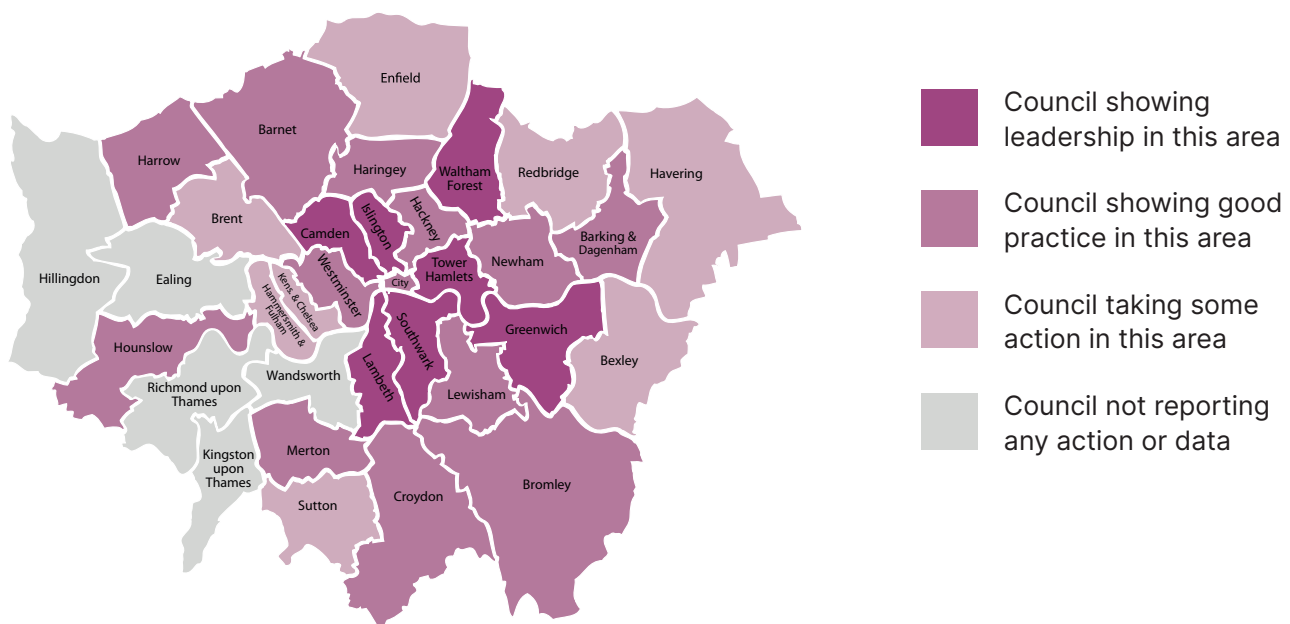 Enfield
Barnet
Harrow
Haringey
Waltham
Forest
Redbridge
Havering
Brent
Camden
Islington
Hackney
Barking &
Dagenham
Hillingdon
Ealing
Kens. & Chelsea
Hammersmith &
Fulham
Westminster
City
Tower
Hamlets
Newham
Hounslow
Southwark
Greenwich
Bexley
Richmond upon
Thames
Wandsworth
Lambeth
Lewisham
Kingston
upon
Thames
Merton
Sutton
Croydon
Bromley
Council showing
leadership in this area
Council showing good
practice in this area
Council taking some
action in this area
Council not reporting
any action or data